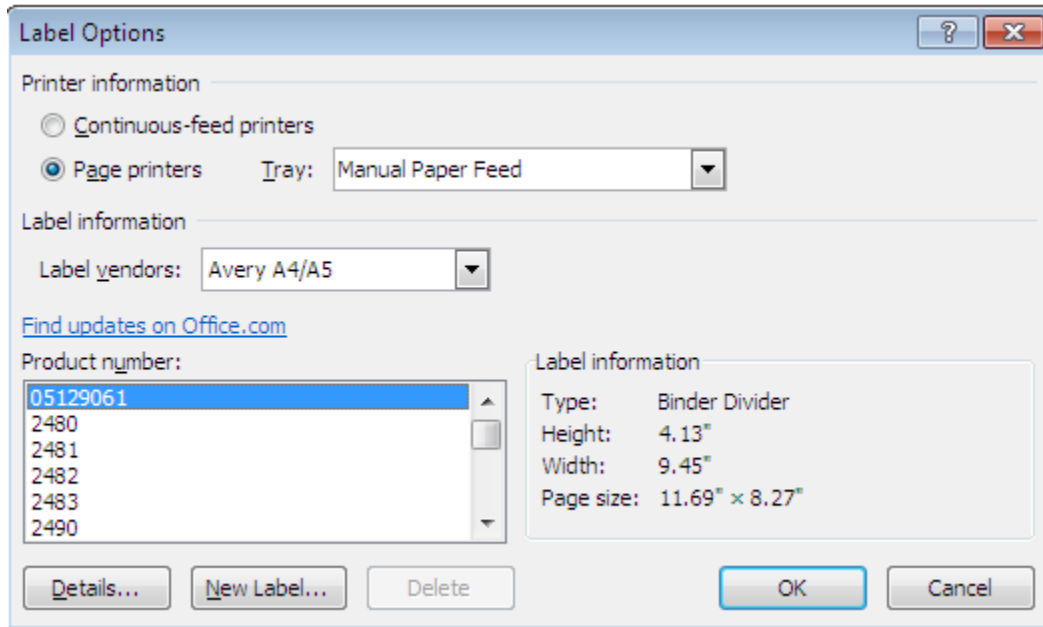 Label Options
Printer information
Continuous-feed printers
Page printers Tray: Manual Paper Feed
Label information
Label vendors: Avery A4/A5
Find updates on Office.com
Product number:
05129061
2480
2481
2482
2483
2490
Label information
Type: Binder Divider
Height: 4.13"
Width: 9.45"
Page size: 11.69" × 8.27"
Details... New Label... Delete OK Cancel